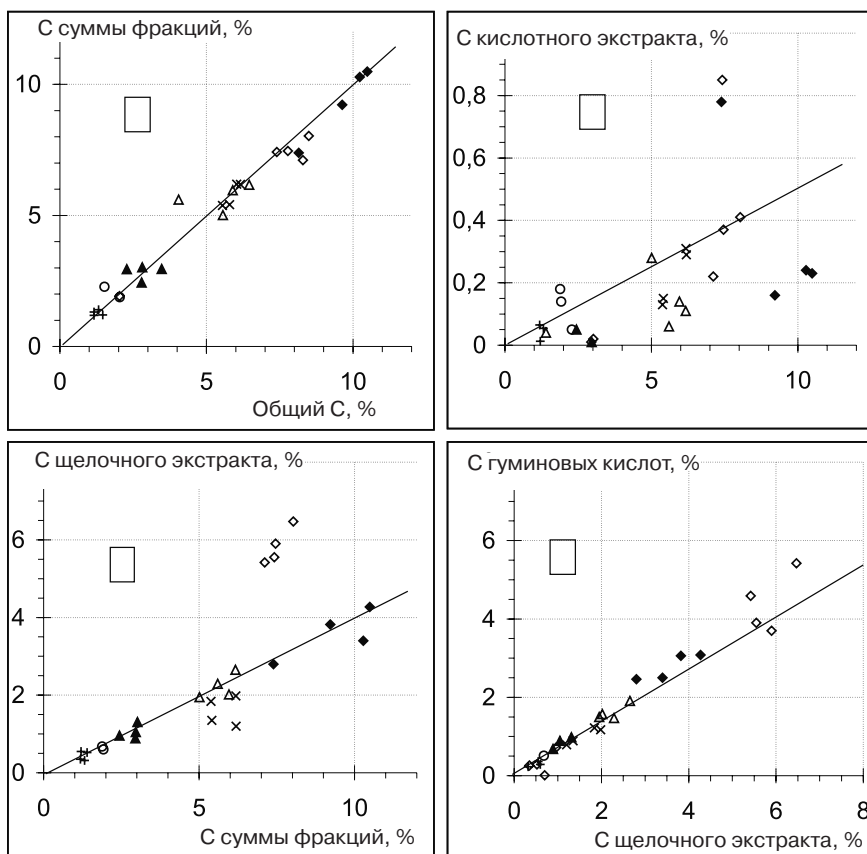 С суммы фракций, %
10
5
0
0 5 10
Общий С, %
С кислотного экстракта, %
0,8
0,6
0,4
0,2
0
0 5 10
С щелочного экстракта, %
6
4
2
0
0 5 10
С суммы фракций, %
С гуминовых кислот, %
6
4
2
0
0 2 4 6 8
С щелочного экстракта, %